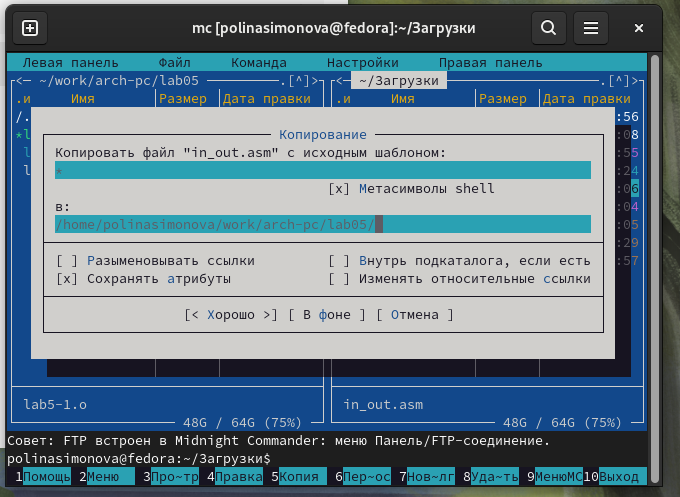 mc [polinasimonova@fedora]:~/Загрузки
Левая панель Файл Команда Настройки Правая панель
<— ~/work/arch-pc/lab05 .[^]> <— ~/Загрузки .[^]>
.и Имя Размер Дата правки .и Имя Размер Дата правки
/. :56
*l :08
l :55
l :24
:06
:04
:05
:29
:57
Копирование
Копировать файл "in_out.asm" с исходным шаблоном:
*
[x] Метасимволы shell
в:
/home/polinasimonova/work/arch-pc/lab05/
[ ] Разыменовывать ссылки [ ] Внутрь подкаталога, если есть
[x] Сохранять атрибуты [ ] Изменять относительные ссылки
[< Хорошо >] [ В фоне ] [ Отмена ]
lab5-1.o in_out.asm
48G / 64G (75%) 48G / 64G (75%)
Совет: FTP встроен в Midnight Commander: меню Панель/FTP-соединение.
polinasimonova@fedora:~/Загрузки$
1Помощь 2Меню 3Про~тр 4Правка 5Копия 6Пер~ос 7Нов~лг 8Уда~ть 9МенюMC 10Выход